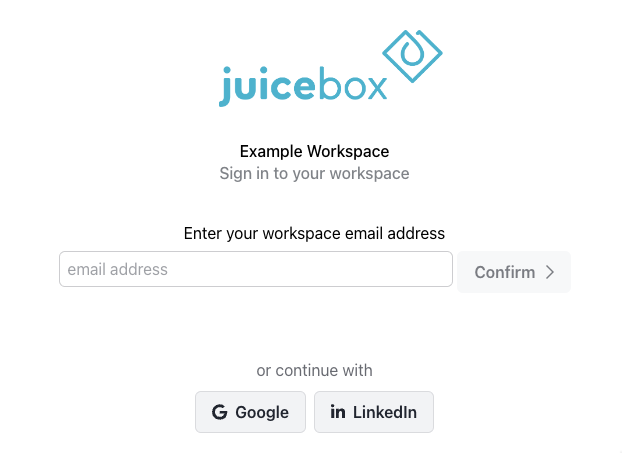 juicebox
Example Workspace
Sign in to your workspace
Enter your workspace email address
email address
Confirm
or continue with
Google
in LinkedIn